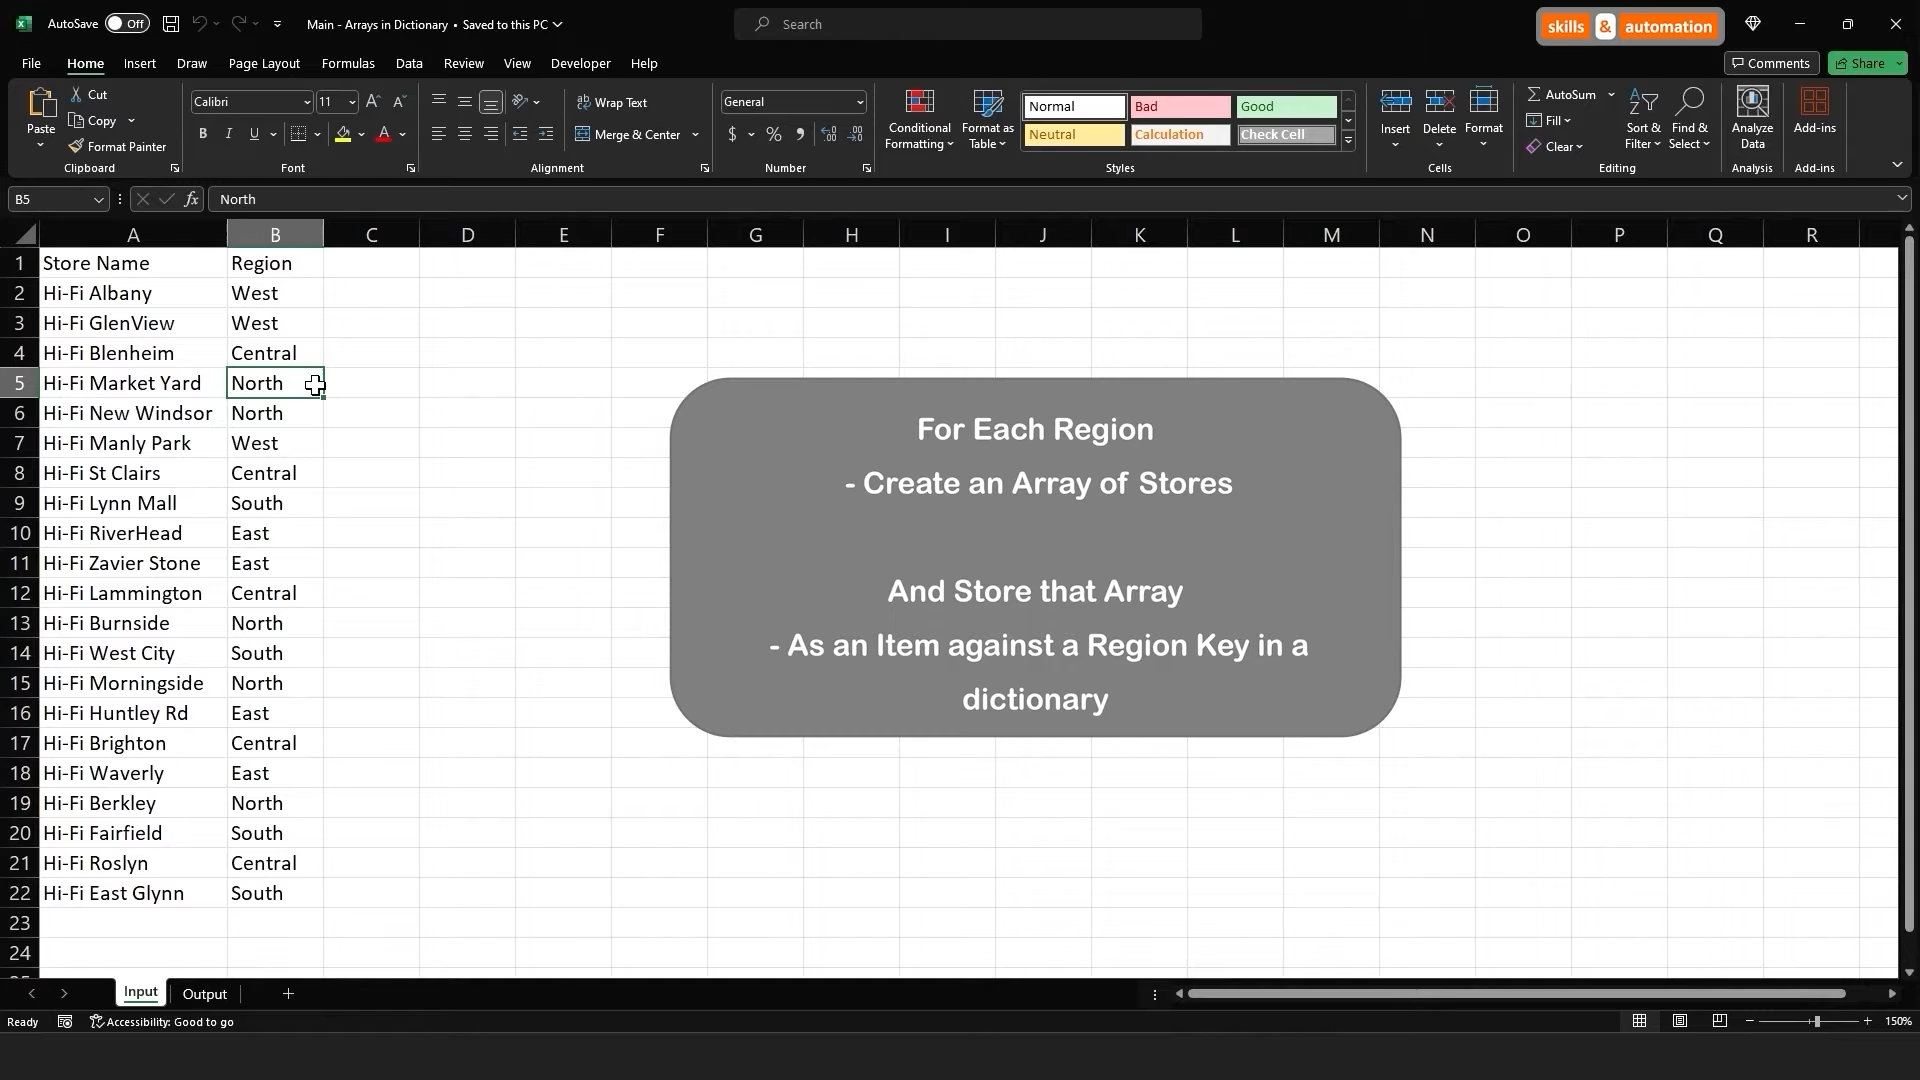 AutoSave Off Main - Arrays in Dictionary • Saved to this PC Search skills & automation
File Home Insert Draw Page Layout Formulas Data Review View Developer Help Comments Share
Paste Cut Copy Format Painter Clipboard
Calibri 11 B I U A Font
Wrap Text Merge & Center Alignment
General $ % Number
Conditional Formatting Format as Table Normal Bad Good Neutral Calculation Check Cell Styles
Insert Delete Format Cells
AutoSum Fill Clear Sort & Filter Find & Select Editing
Analyze Data Analysis
Add-ins Add-ins
B5 fx North
A B C D E F G H I J K L M N O P Q R
1 Store Name Region
2 Hi-Fi Albany West
3 Hi-Fi GlenView West
4 Hi-Fi Blenheim Central
5 Hi-Fi Market Yard North
6 Hi-Fi New Windsor North
7 Hi-Fi Manly Park West
8 Hi-Fi St Clairs Central
9 Hi-Fi Lynn Mall South
10 Hi-Fi RiverHead East
11 Hi-Fi Zavier Stone East
12 Hi-Fi Lammington Central
13 Hi-Fi Burnside North
14 Hi-Fi West City South
15 Hi-Fi Morningside North
16 Hi-Fi Huntley Rd East
17 Hi-Fi Brighton Central
18 Hi-Fi Waverly East
19 Hi-Fi Berkley North
20 Hi-Fi Fairfield South
21 Hi-Fi Roslyn Central
22 Hi-Fi East Glynn South
23
24
For Each Region
- Create an Array of Stores
And Store that Array
- As an Item against a Region Key in a
dictionary
Input Output
Ready Accessibility: Good to go 150%